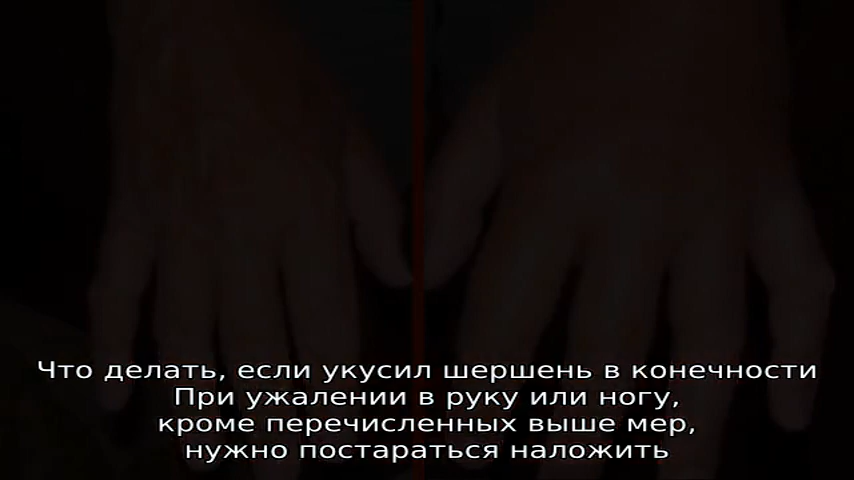 Что делать, если укусил шершень в конечности
При ужалении в руку или ногу,
кроме перечисленных выше мер,
нужно постараться наложить